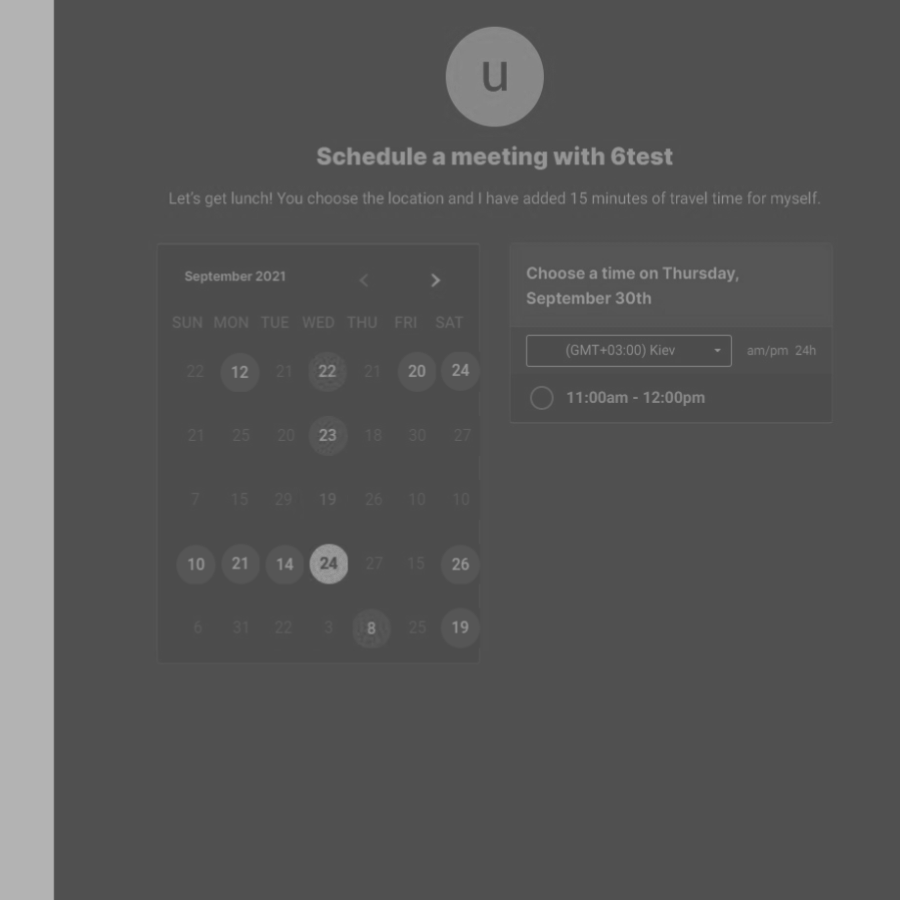 u
Schedule a meeting with 6test
Let's get lunch! You choose the location and I have added 15 minutes of travel time for myself.
September 2021
SUN MON TUE WED THU FRI SAT
22 12 21 22 21 20 24
21 25 20 23 18 30 27
7 15 29 19 26 10 10
10 21 14 24 27 15 26
6 31 22 3 8 25 19
Choose a time on Thursday,
September 30th
(GMT+03:00) Kiev am/pm 24h
11:00am - 12:00pm